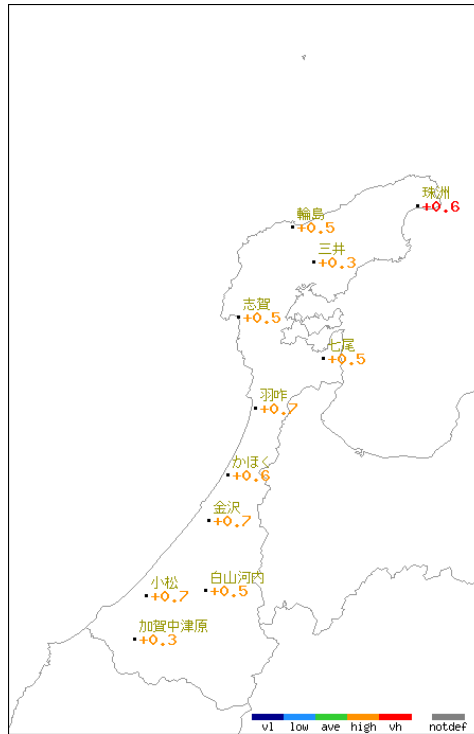 珠洲
+0.6
輪島
+0.5
三井
+0.3
志賀
+0.5
七尾
+0.5
羽咋
+0.7
かほく
+0.6
金沢
+0.7
白山河内
+0.5
小松
+0.7
加賀中津原
+0.3
vl low ave high vh notdef